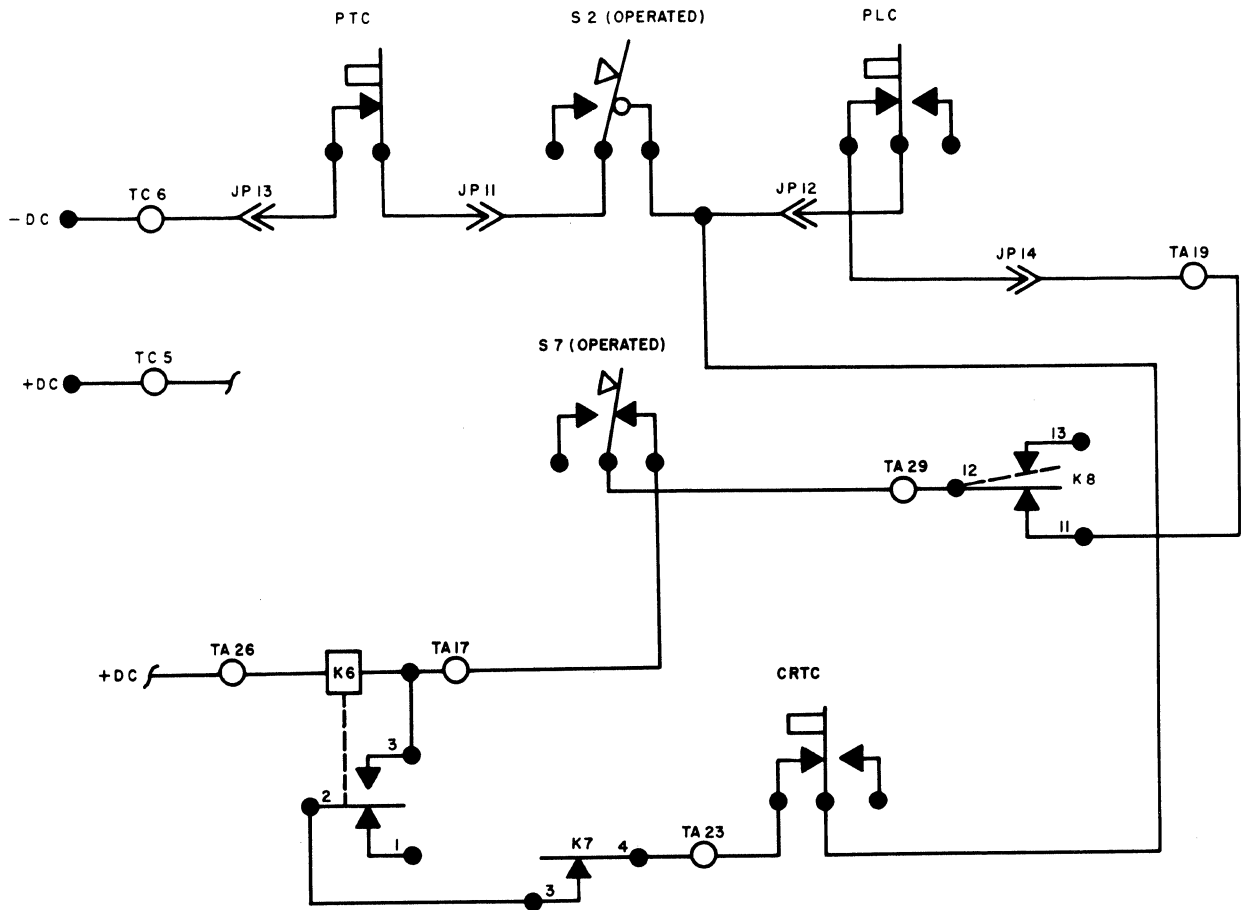 PTC
S 2 (OPERATED)
PLC
TC 6
JP 13
JP 11
JP 12
– DC
JP 14
TA 19
TC 5
+DC
S 7 (OPERATED)
13
TA 29
12
K 8
11
TA 26
TA 17
+DC
K6
CRTC
3
2
1
K7
4
TA 23
3